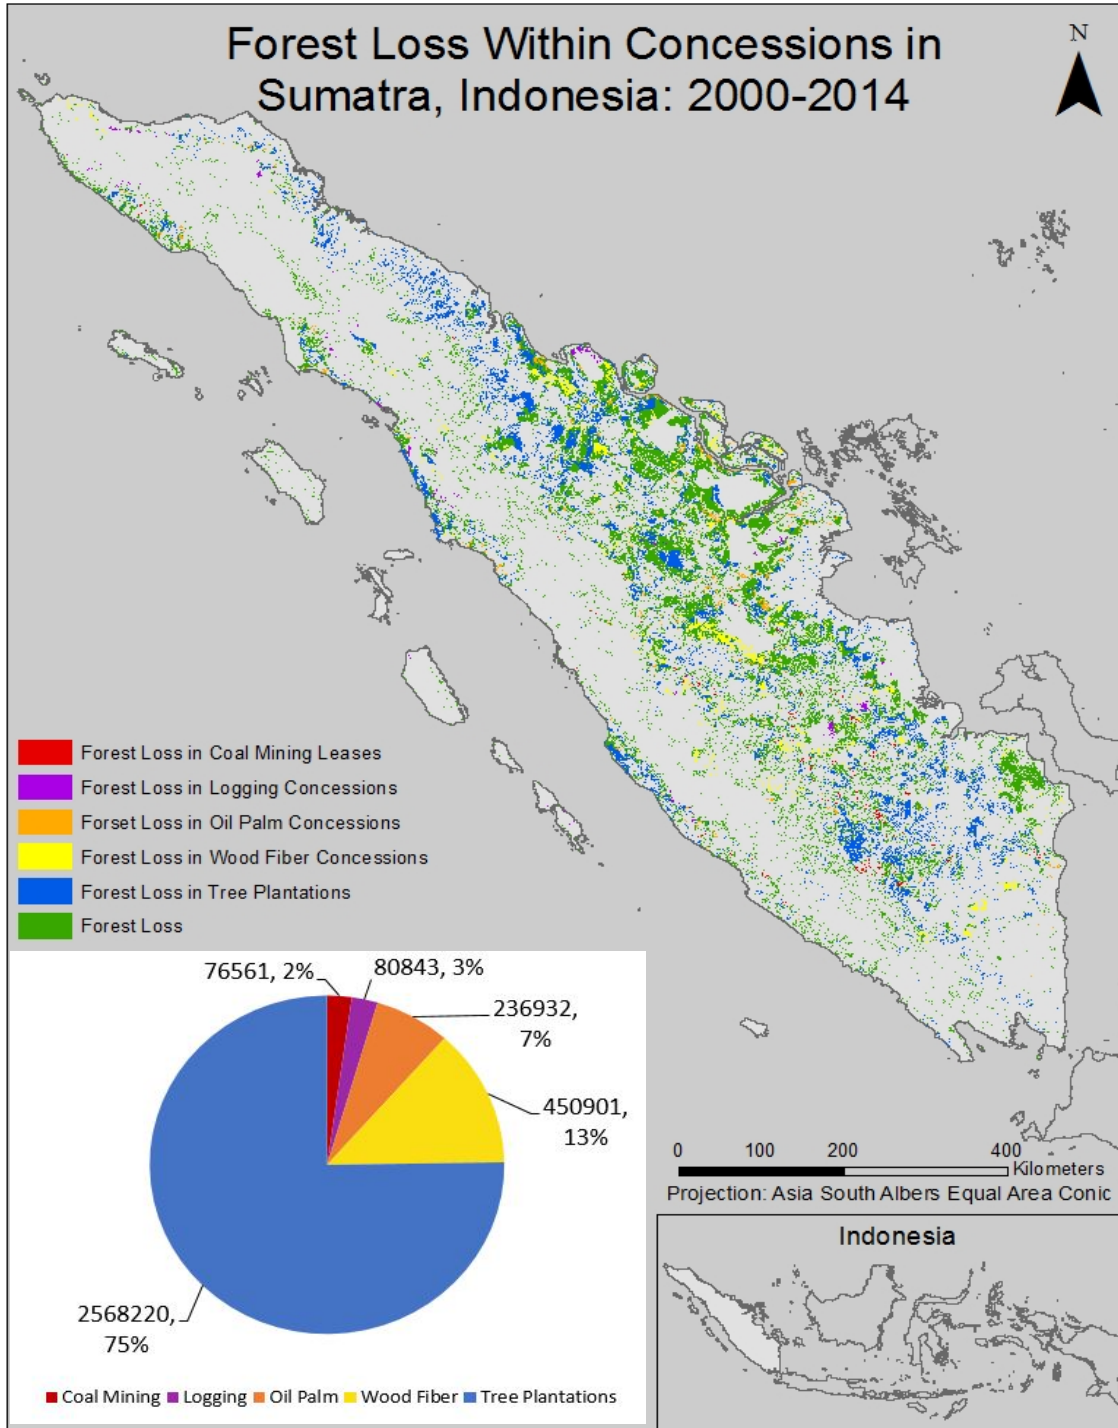 Forest Loss Within Concessions in
Sumatra, Indonesia: 2000-2014
N
Forest Loss in Coal Mining Leases
Forest Loss in Logging Concessions
Forset Loss in Oil Palm Concessions
Forest Loss in Wood Fiber Concessions
Forest Loss in Tree Plantations
Forest Loss
76561, 2%
80843, 3%
236932,
7%
450901,
13%
2568220,
75%
Coal Mining Logging Oil Palm Wood Fiber Tree Plantations
0 100 200 400
Kilometers
Projection: Asia South Albers Equal Area Conic
Indonesia